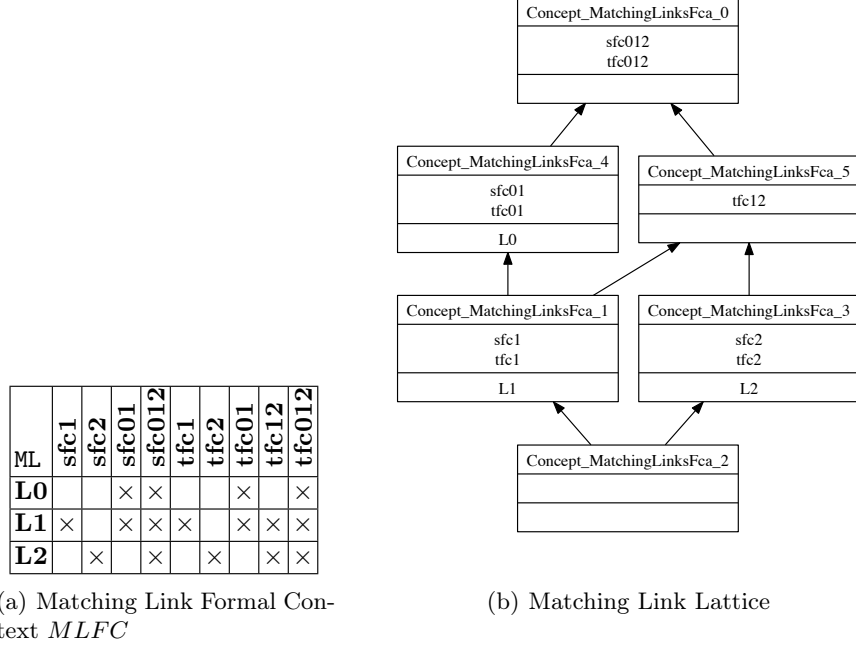 Concept_MatchingLinksFca_0
sfc012
tfc012
Concept_MatchingLinksFca_4
sfc01
tfc01
L0
Concept_MatchingLinksFca_5
tfc12
Concept_MatchingLinksFca_1
sfc1
tfc1
L1
Concept_MatchingLinksFca_3
sfc2
tfc2
L2
Concept_MatchingLinksFca_2
ML sfc1 sfc2 sfc01 sfc012 tfc1 tfc2 tfc01 tfc12 tfc012
L0 × × × ×
L1 × × × × × × ×
L2 × × × × ×
(a) Matching Link Formal Con-
text MLFC
(b) Matching Link Lattice